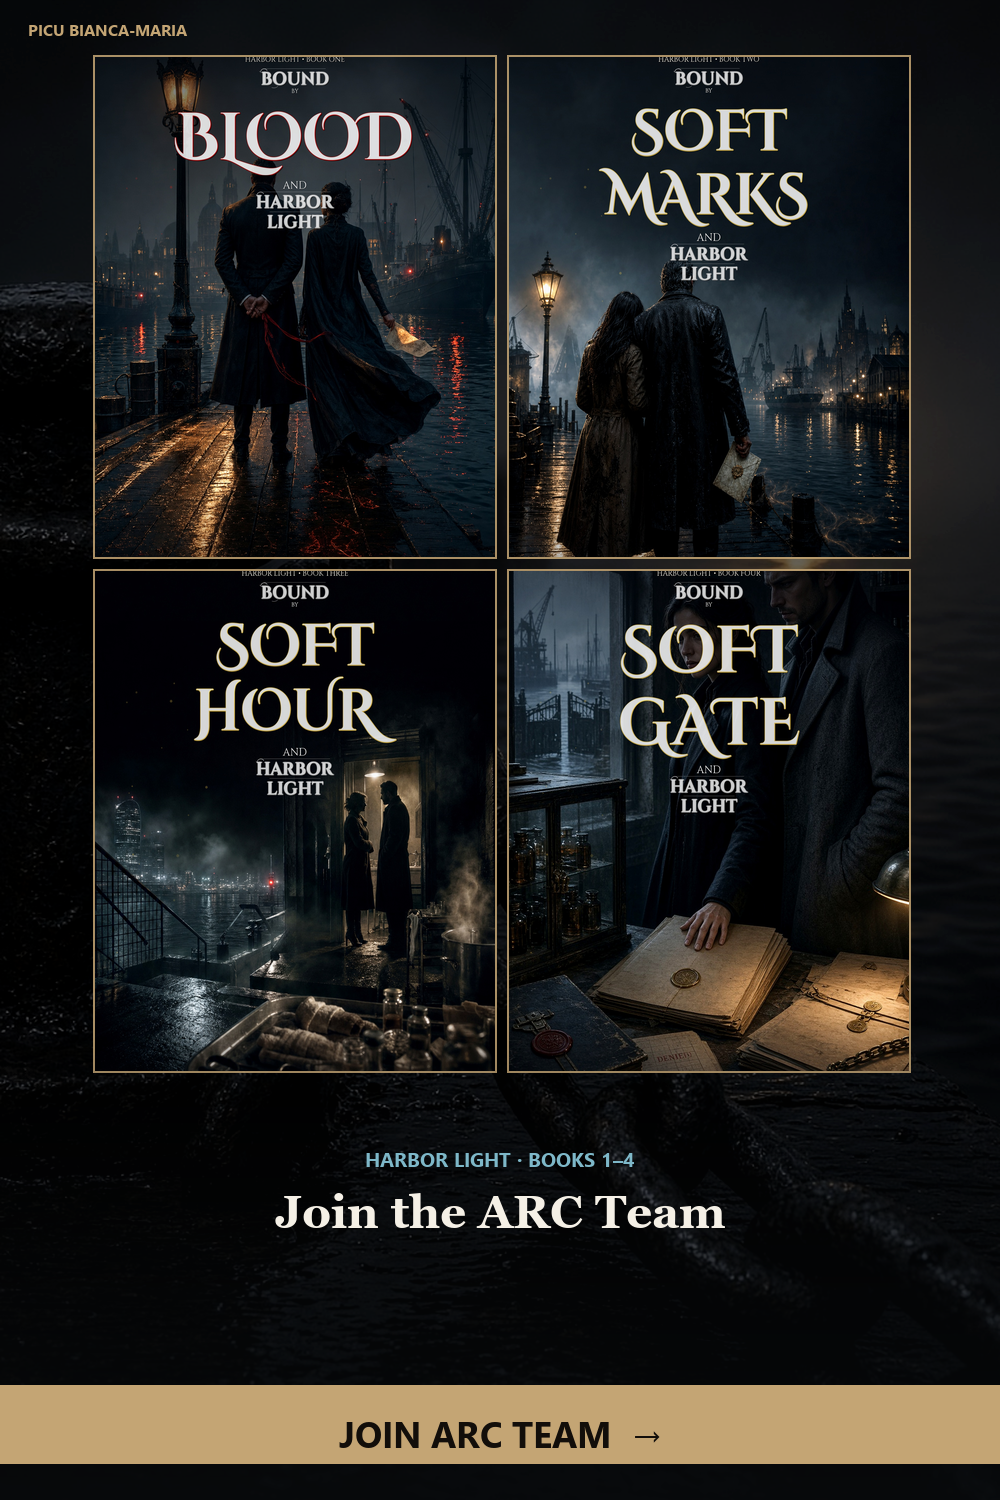 PICU BIANCA-MARIA
HARBOR LIGHT • BOOK ONE
BOUND
BY
BLOOD
AND
HARBOR
LIGHT
HARBOR LIGHT • BOOK TWO
BOUND
BY
SOFT
MARKS
AND
HARBOR
LIGHT
HARBOR LIGHT • BOOK THREE
BOUND
BY
SOFT
HOUR
AND
HARBOR
LIGHT
HARBOR LIGHT • BOOK FOUR
BOUND
BY
SOFT
GATE
AND
HARBOR
LIGHT
DENIED
HARBOR LIGHT · BOOKS 1–4
Join the ARC Team
JOIN ARC TEAM →